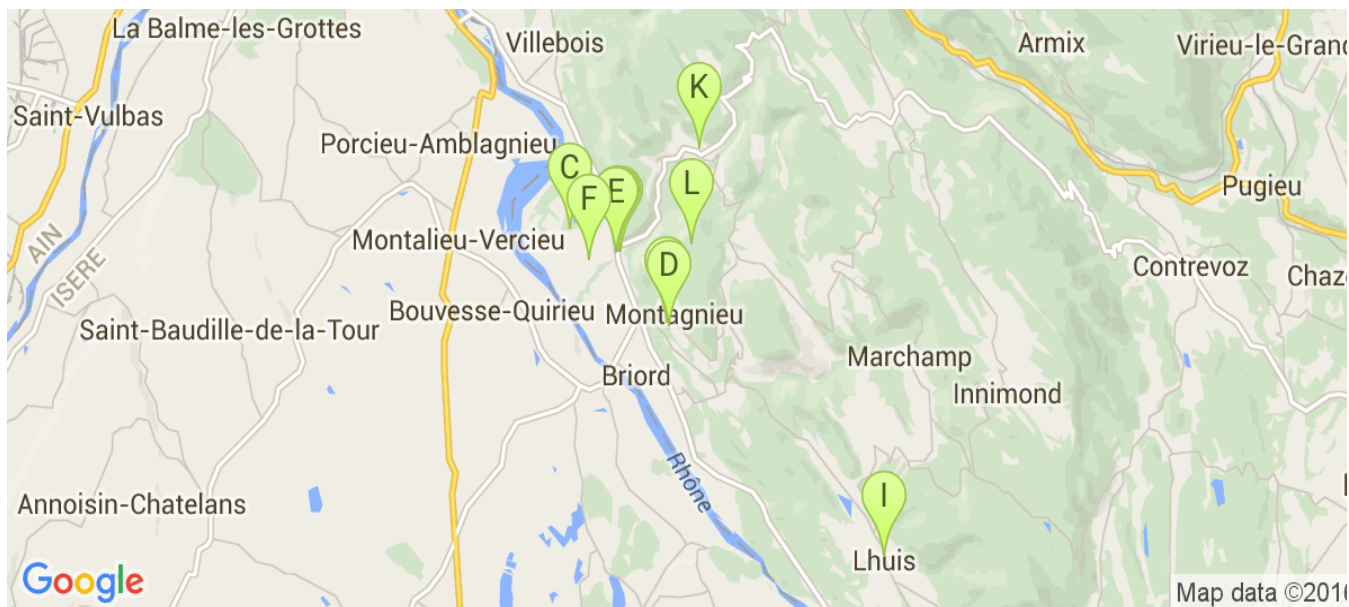 La Balme-les-Grottes
Villebois
Armix
Virieu-le-Grand
K
Saint-Vulbas
Porcieu-Amblagnieu
C
E
F
L
Pugieu
AIN
ISERE
Montalieu-Vercieu
D
Contrevoz
Chaz
Bouvesse-Quirieu
Montagnieu
Saint-Baudille-de-la-Tour
Marchamp
Briord
Innimond
Rhône
I
Annoisin-Chatelans
Lhuis
Google
Map data ©2016